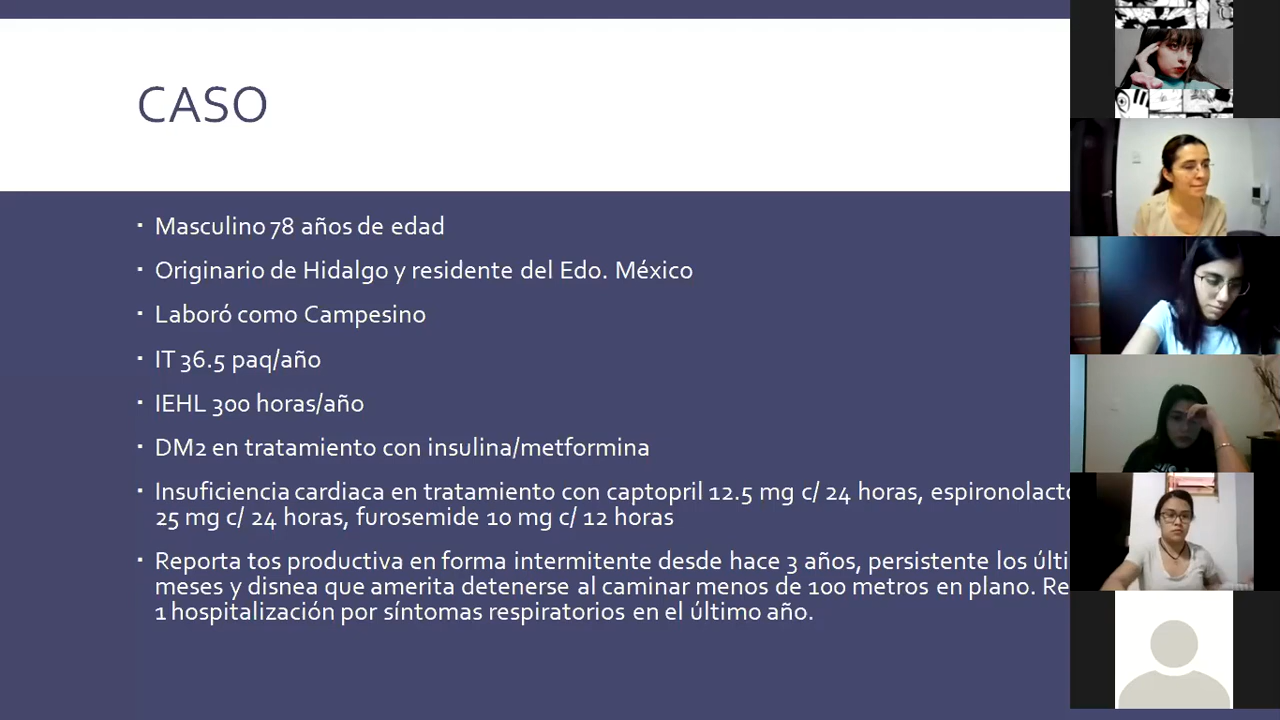 CASO
Masculino 78 años de edad
Originario de Hidalgo y residente del Edo. México
Laboró como Campesino
IT 36.5 paq/año
IEHL 300 horas/año
DM2 en tratamiento con insulina/metformina
Insuficiencia cardiaca en tratamiento con captopril 12.5 mg c/ 24 horas,
25 mg c/ 24 horas, furosemide 10 mg c/ 12 horas
Reporta tos productiva en forma intermitente desde hace 3 años, persistente los
meses y disnea que amerita detenerse al caminar menos de 100 metros en plano.
1 hospitalización por síntomas respiratorios en el último año.